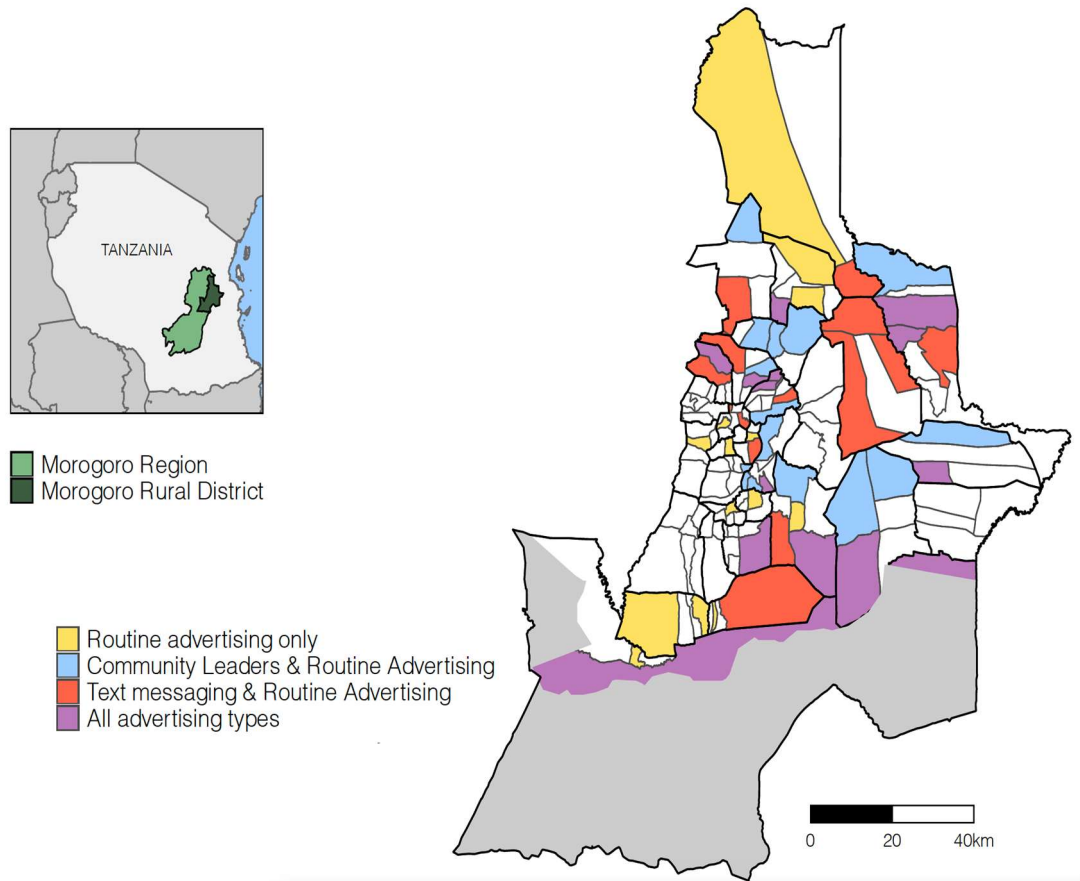 TANZANIA
Morogoro Region
Morogoro Rural District
Routine advertising only
Community Leaders & Routine Advertising
Text messaging & Routine Advertising
All advertising types
0 20 40km